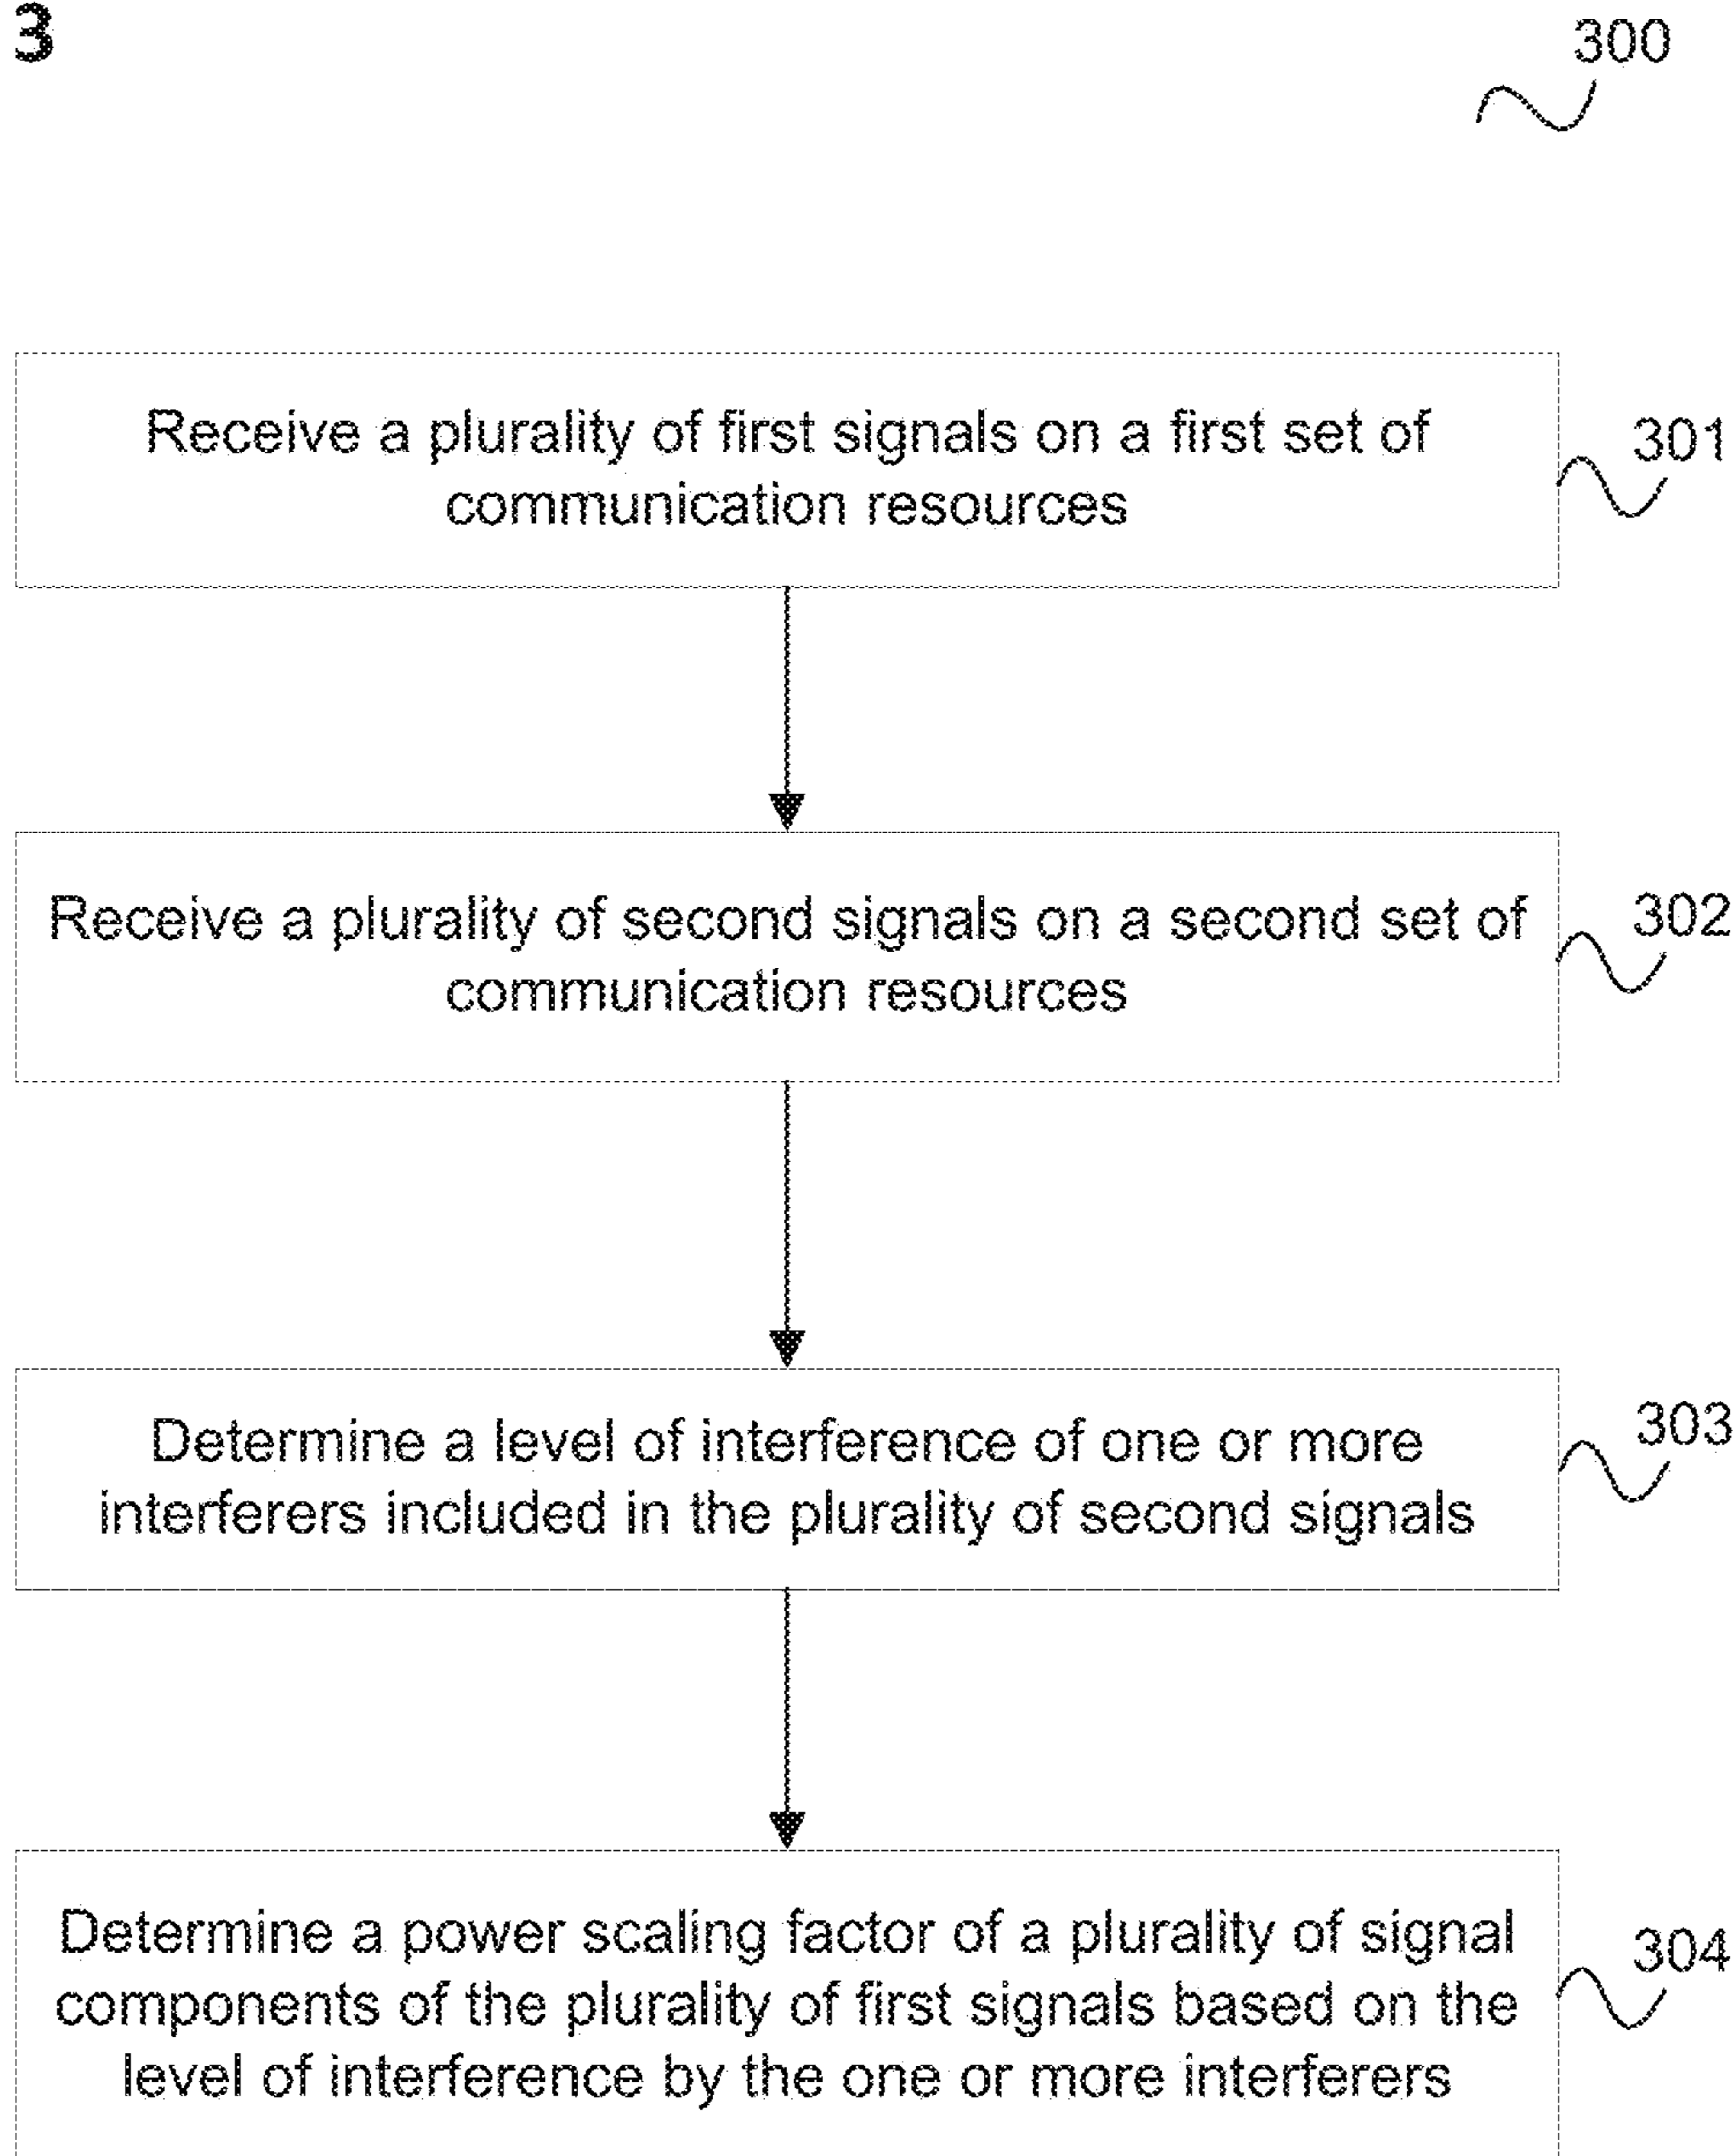 3
300
Receive a plurality of first signals on a first set of
communication resources
301
Receive a plurality of second signals on a second set of
communication resources
302
Determine a level of interference of one or more
interferers included in the plurality of second signals
303
Determine a power scaling factor of a plurality of signal
components of the plurality of first signals based on the
level of interference by the one or more interferers
304